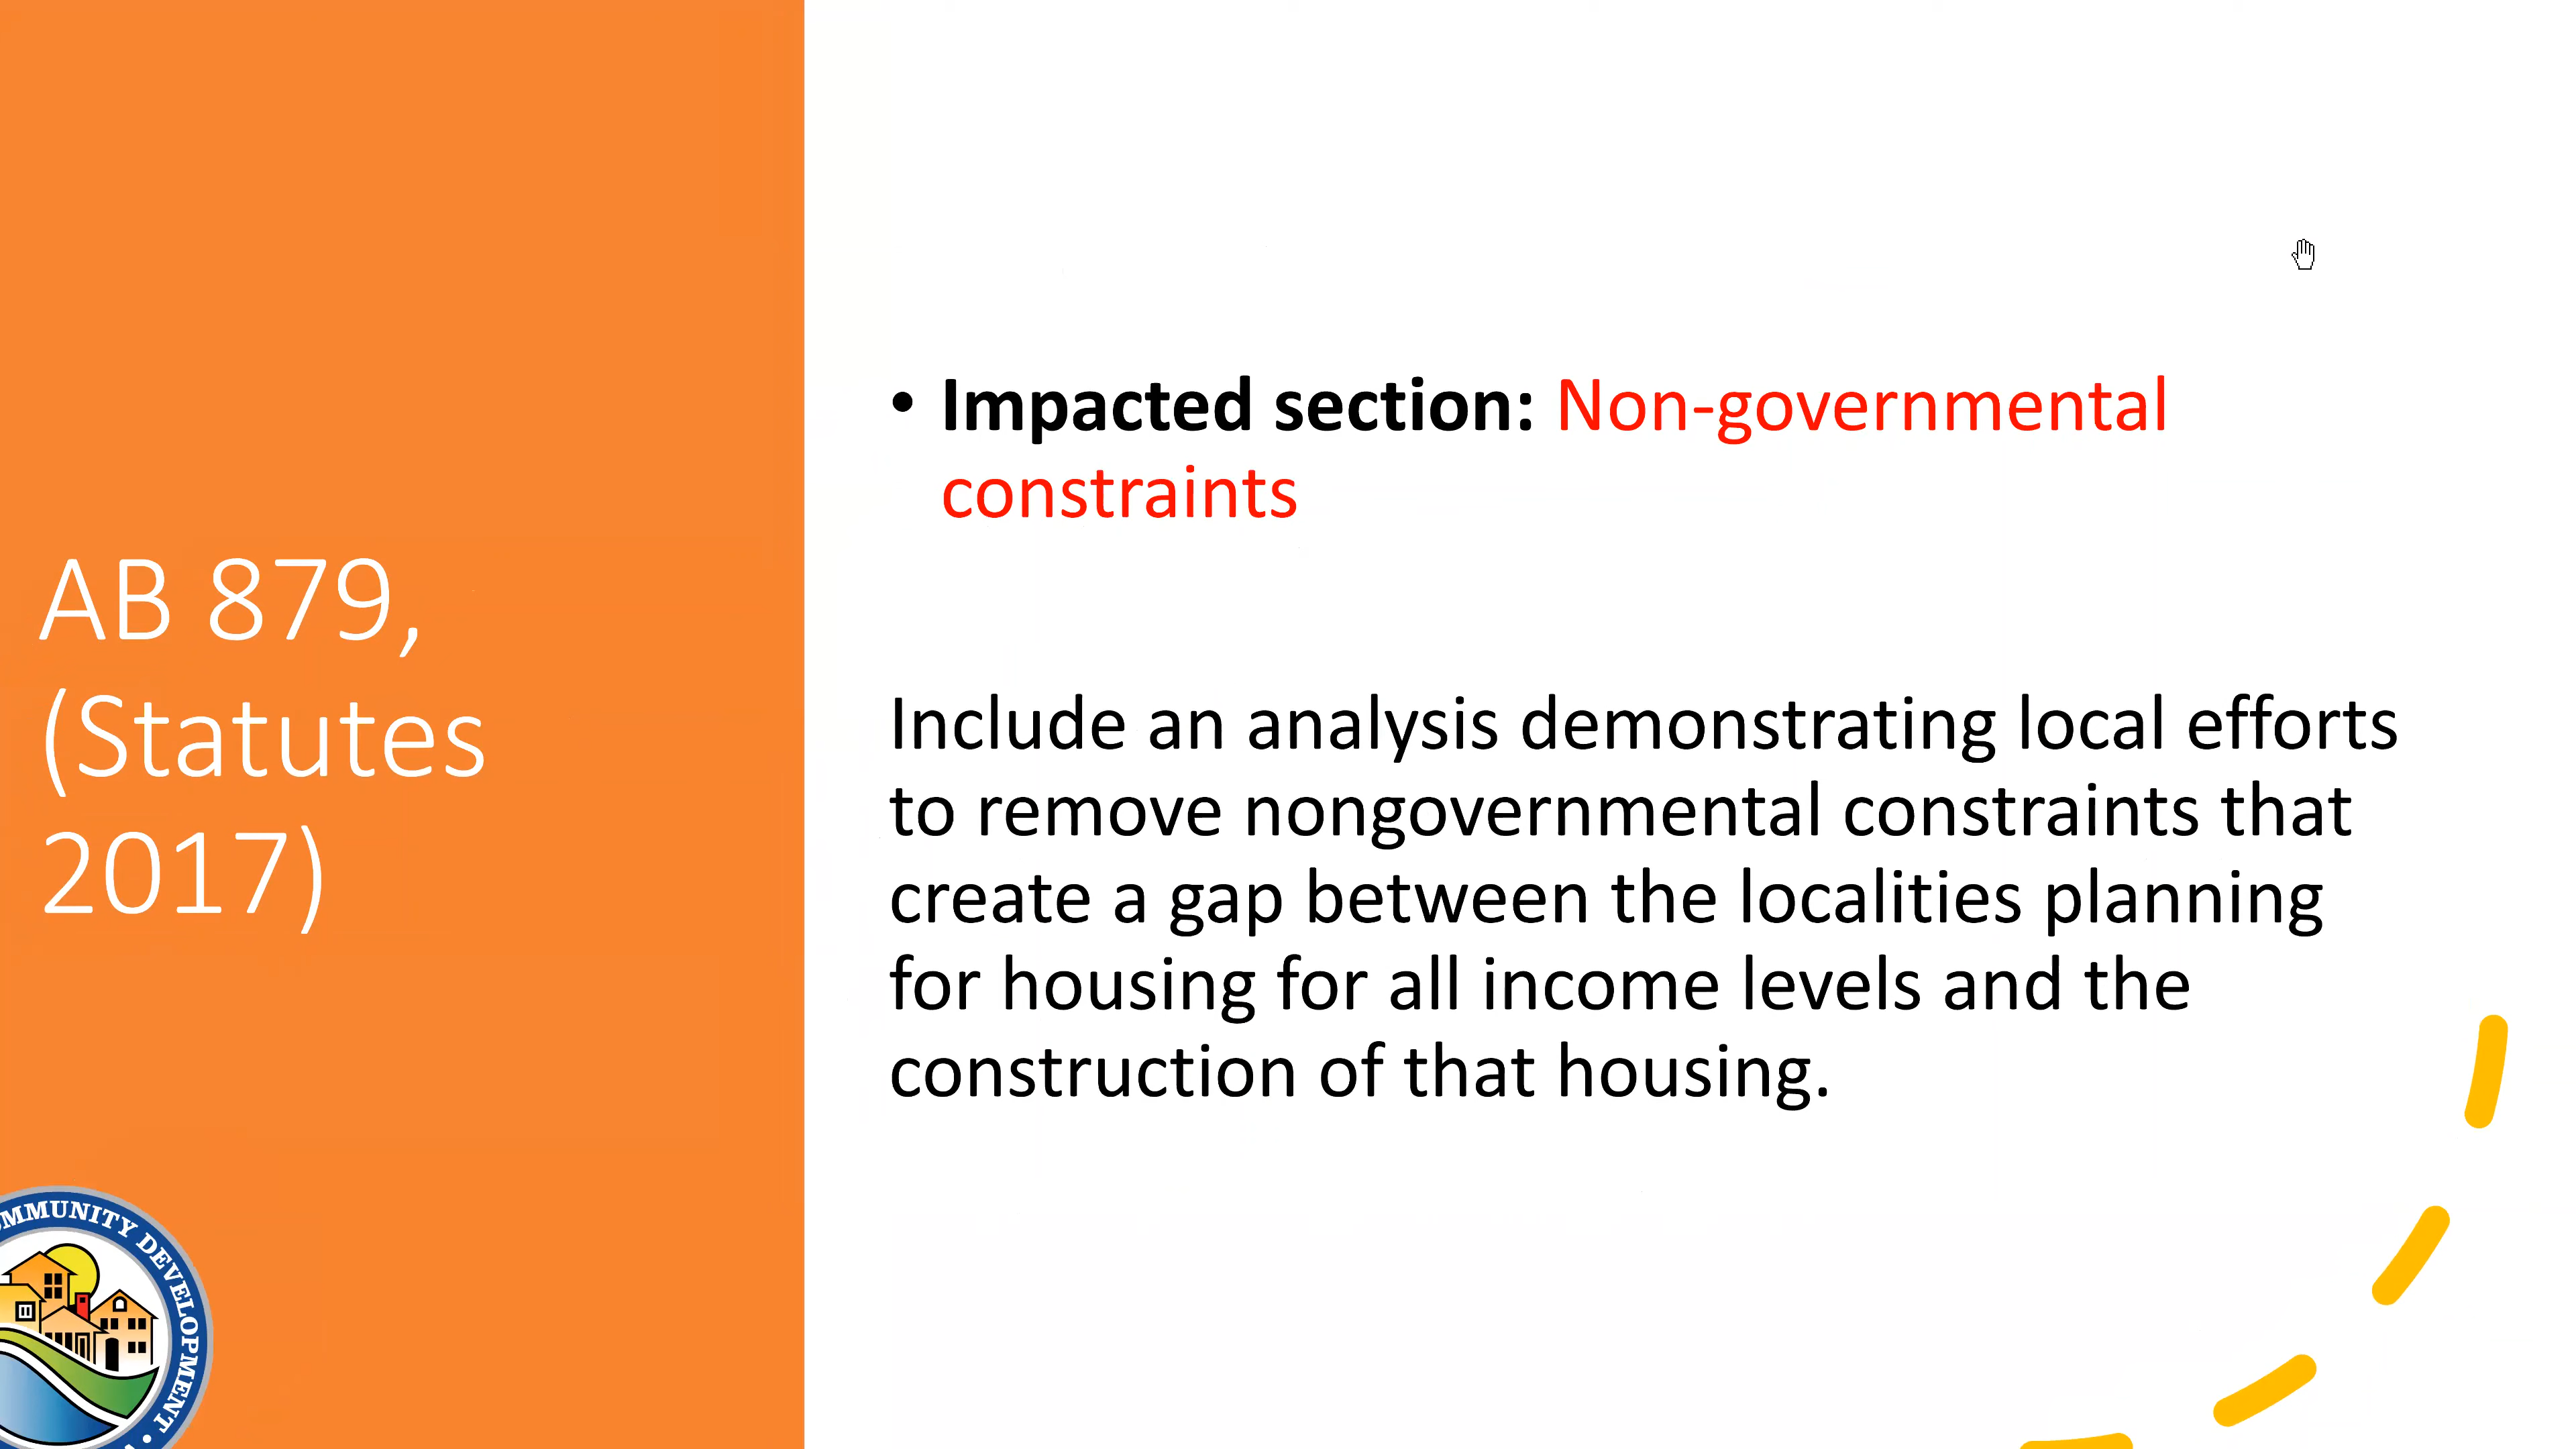 AB 879,
(Statutes
2017)
• Impacted section: Non-governmental
constraints
Include an analysis demonstrating local efforts
to remove nongovernmental constraints that
create a gap between the localities planning
for housing for all income levels and the
construction of that housing.
DEVELOPMENT